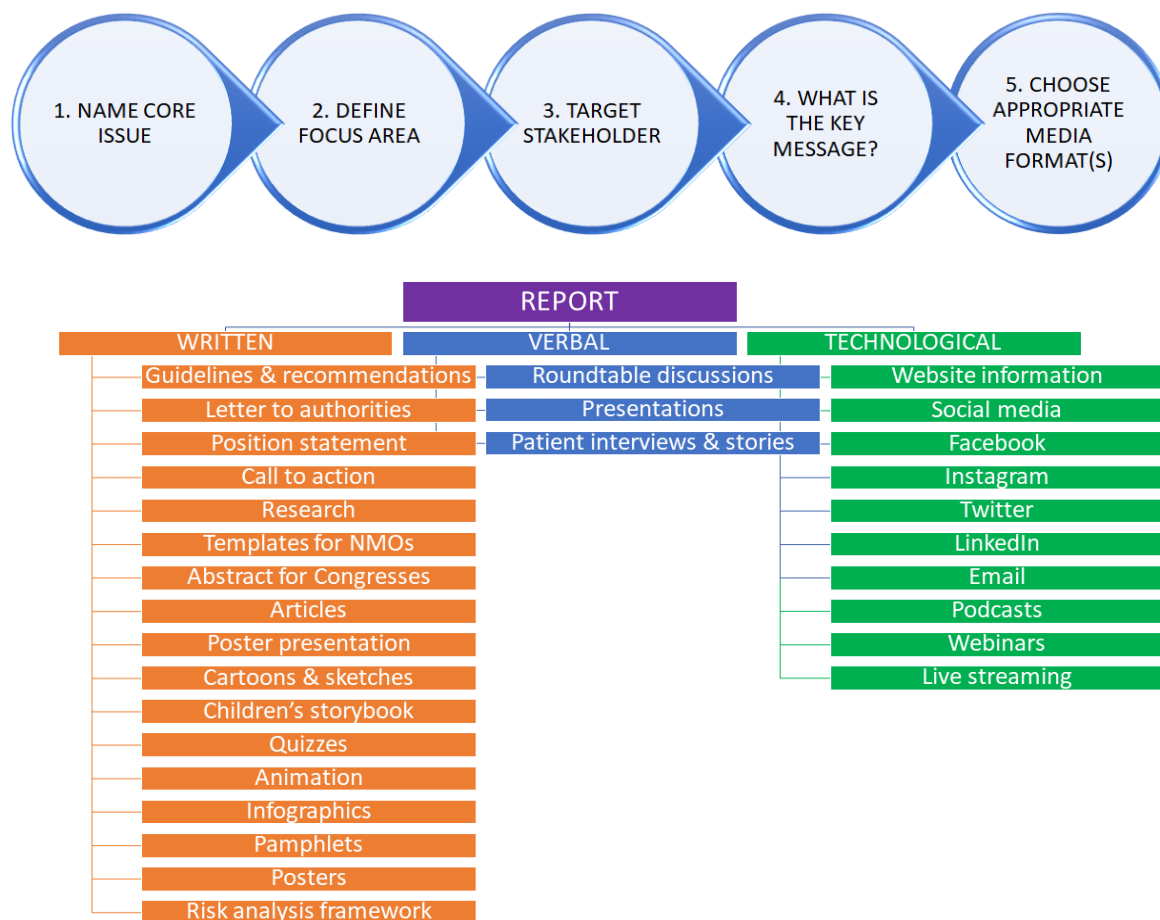 1. NAME CORE
ISSUE
2. DEFINE
FOCUS AREA
3. TARGET
STAKEHOLDER
4. WHAT IS
THE KEY
MESSAGE?
5. CHOOSE
APPROPRIATE
MEDIA
FORMAT(S)
REPORT
WRITTEN
Guidelines & recommendations
Letter to authorities
Position statement
Call to action
Research
Templates for NMOs
Abstract for Congresses
Articles
Poster presentation
Cartoons & sketches
Children’s storybook
Quizzes
Animation
Infographics
Pamphlets
Posters
Risk analysis framework
VERBAL
Roundtable discussions
Presentations
Patient interviews & stories
TECHNOLOGICAL
Website information
Social media
Facebook
Instagram
Twitter
LinkedIn
Email
Podcasts
Webinars
Live streaming